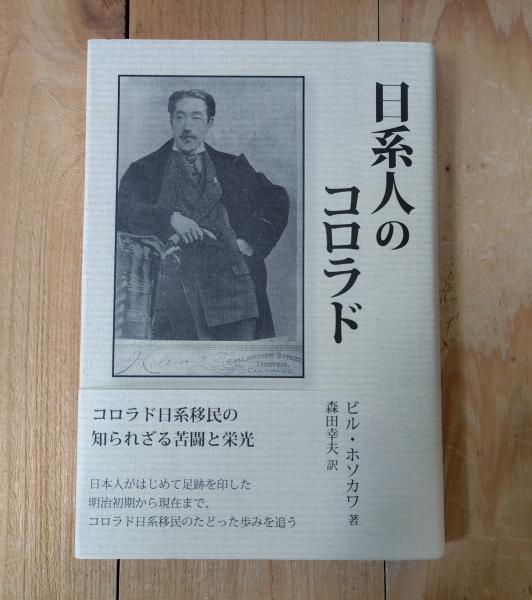 日系人の
コロラド
LARIMER STREET
DENVER,
COLORADO.
ビル・ホソカワ 著
森田幸夫 訳
コロラド日系移民の
知られざる苦闘と栄光
日本人がはじめて足跡を印した
明治初期から現在まで、
コロラド日系移民のたどった歩みを追う